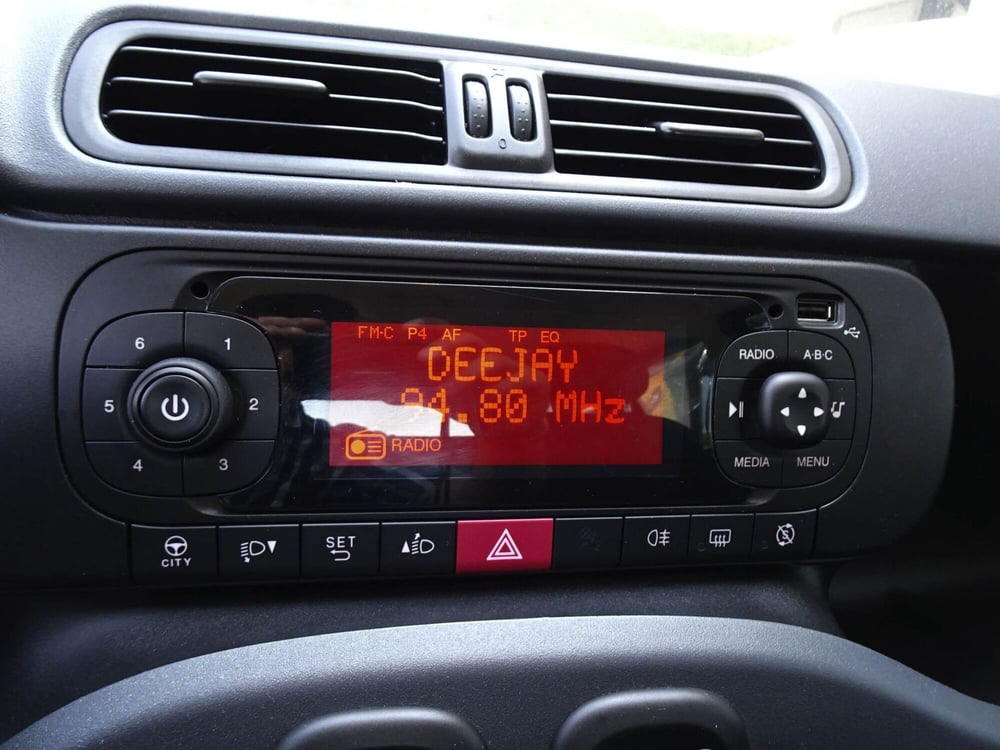 FM-C P4 AF TP EQ
DEEJAY
94.80 MHz
RADIO
6 1
5 2
4 3
RADIO A·B·C
MEDIA MENU
CITY
SET
0